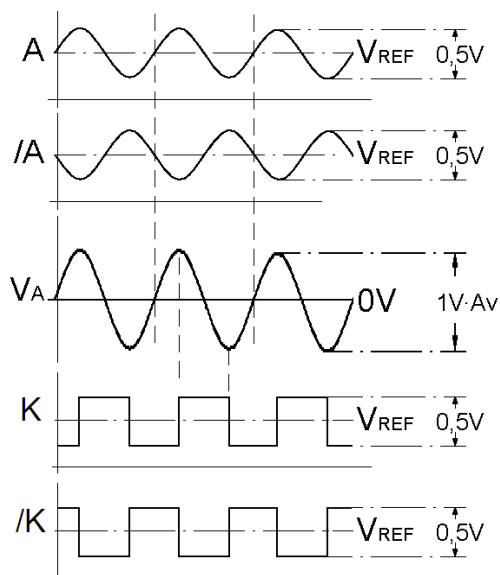 A VREF 0,5V
/A VREF 0,5V
VA 0V 1V·Av
K VREF 0,5V
/K VREF 0,5V